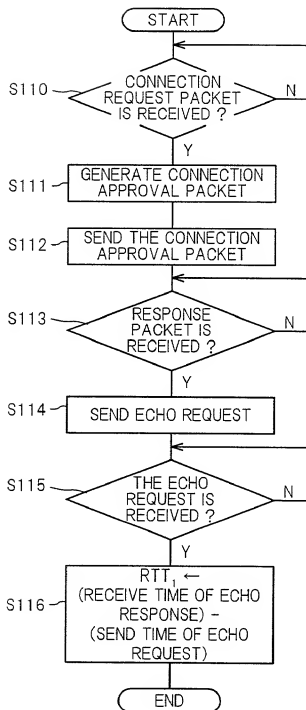 START
S110
CONNECTION
REQUEST PACKET
IS RECEIVED ?
N
Y
S111
GENERATE CONNECTION
APPROVAL PACKET
S112
SEND THE CONNECTION
APPROVAL PACKET
S113
RESPONSE
PACKET IS
RECEIVED ?
N
Y
S114
SEND ECHO REQUEST
S115
THE ECHO
REQUEST IS
RECEIVED ?
N
Y
S116
RTT₁ ←
(RECEIVE TIME OF ECHO
RESPONSE) −
(SEND TIME OF ECHO
REQUEST)
END